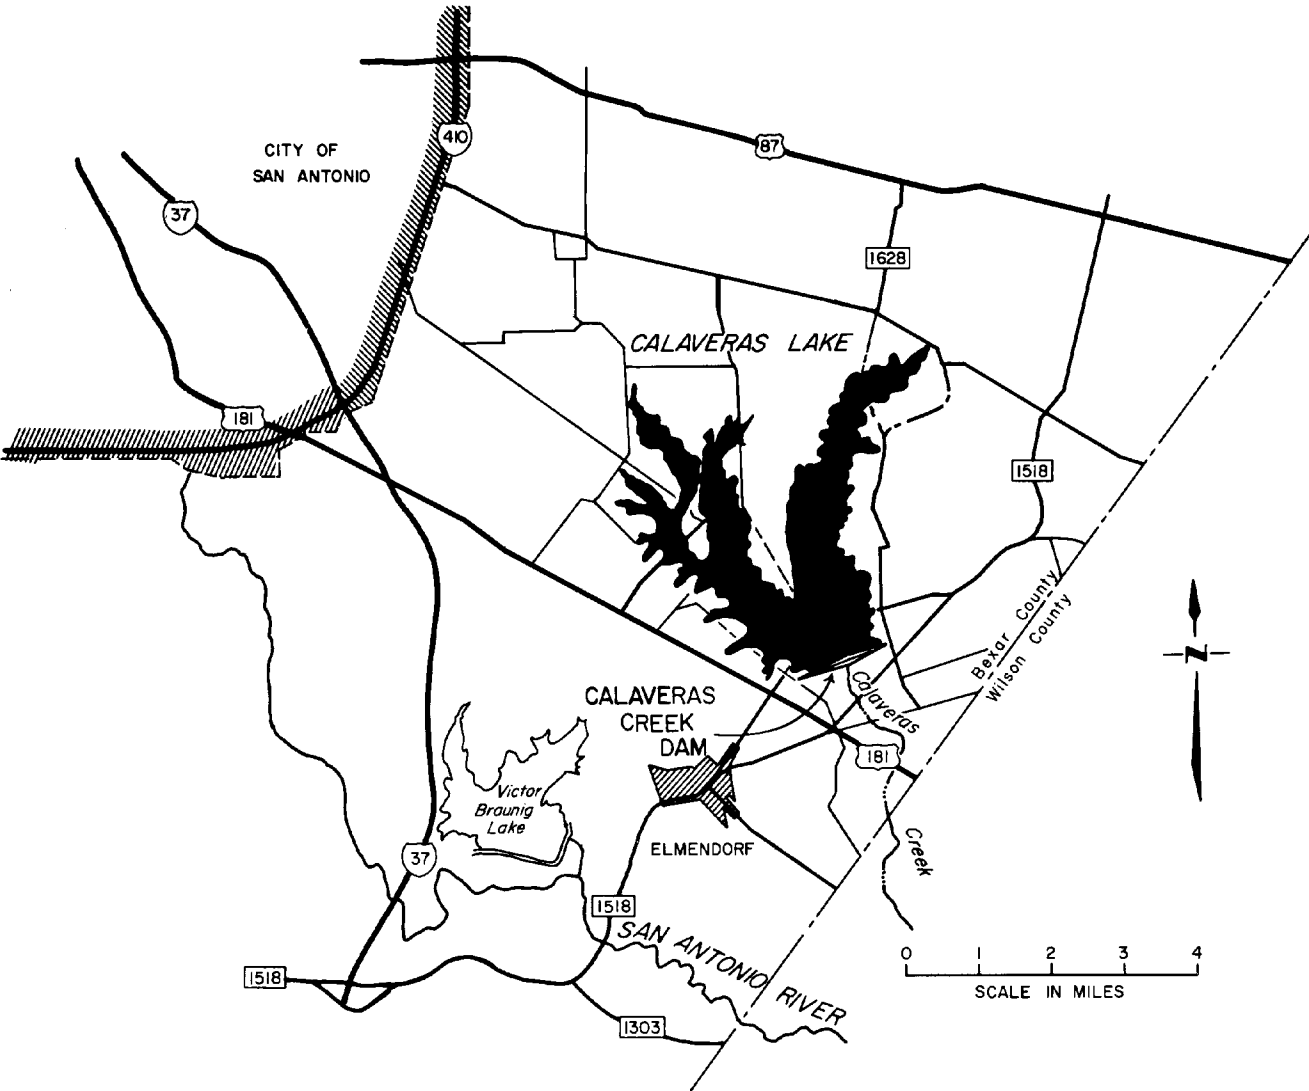 410
87
CITY OF
SAN ANTONIO
37
1628
CALAVERAS LAKE
181
1518
Bexar County
Wilson County
N
CALAVERAS
CREEK
DAM
Calaveras
181
Victor
Braunig
Lake
ELMENDORF
Creek
37
1518
SAN ANTONIO RIVER
1518
0 1 2 3 4
SCALE IN MILES
1303